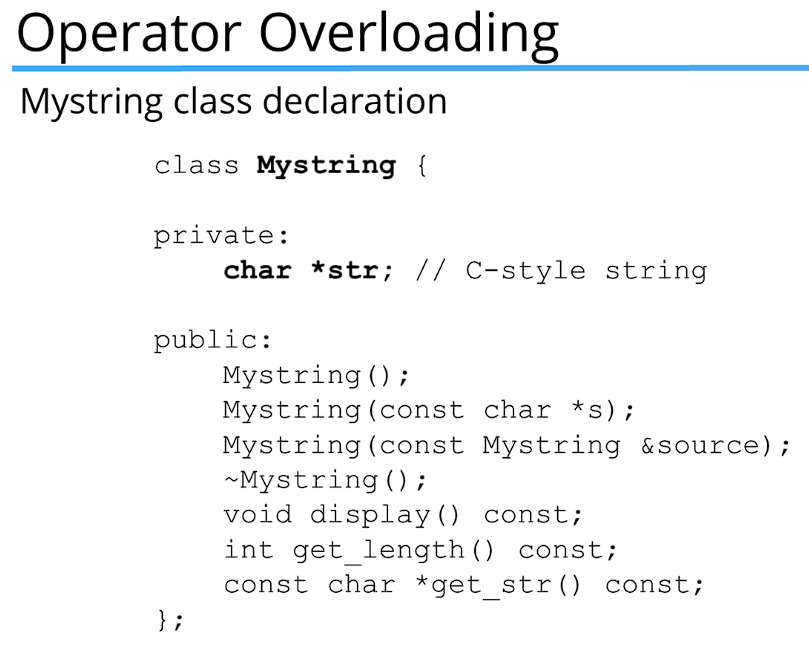 Operator Overloading
Mystring class declaration
class Mystring {
private:
char *str; // C-style string
public:
Mystring();
Mystring(const char *s);
Mystring(const Mystring &source);
~Mystring();
void display() const;
int get_length() const;
const char *get_str() const;
};